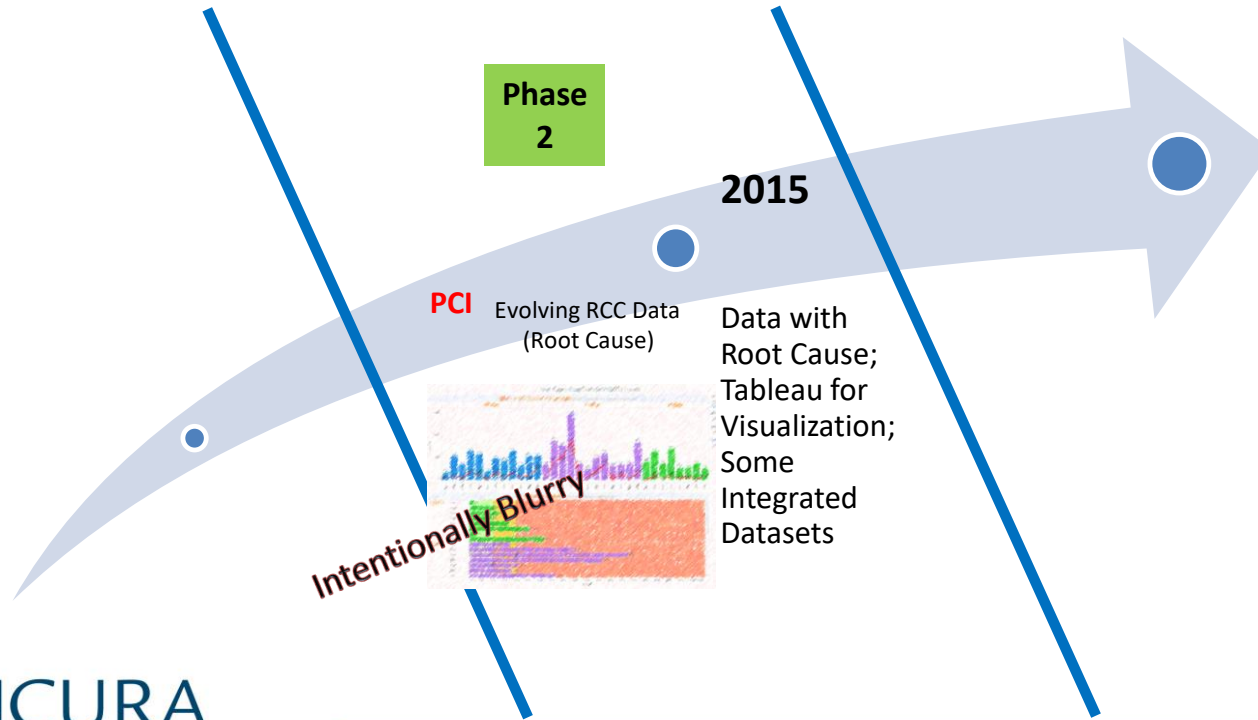 Phase
2
2015
PCI
Evolving RCC Data
(Root Cause)
Data with
Root Cause;
Tableau for
Visualization;
Some
Integrated
Datasets
Intentionally Blurry